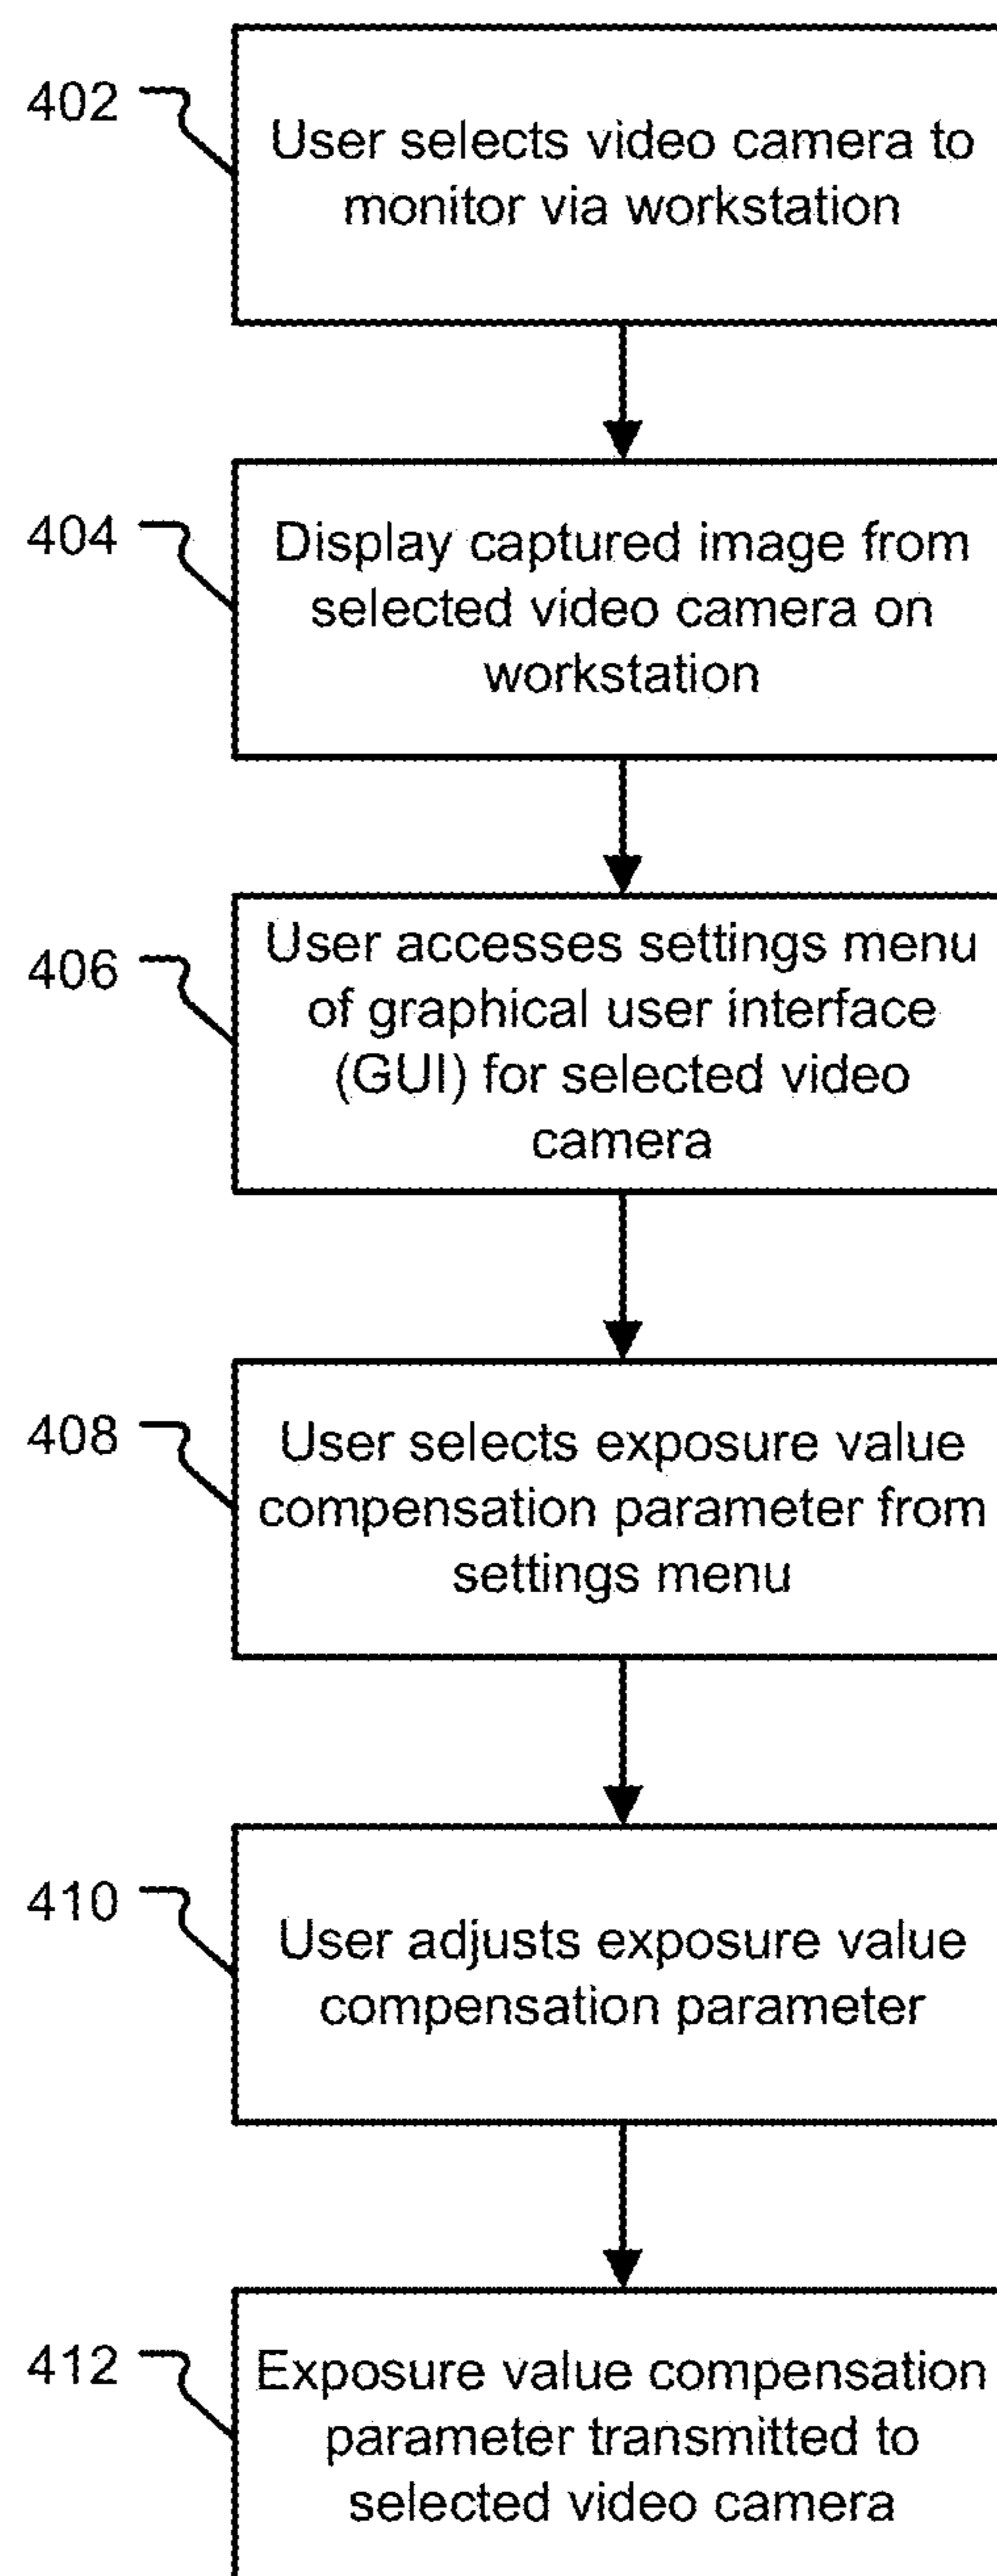 402
User selects video camera to
monitor via workstation
404
Display captured image from
selected video camera on
workstation
406
User accesses settings menu
of graphical user interface
(GUI) for selected video
camera
408
User selects exposure value
compensation parameter from
settings menu
410
User adjusts exposure value
compensation parameter
412
Exposure value compensation
parameter transmitted to
selected video camera